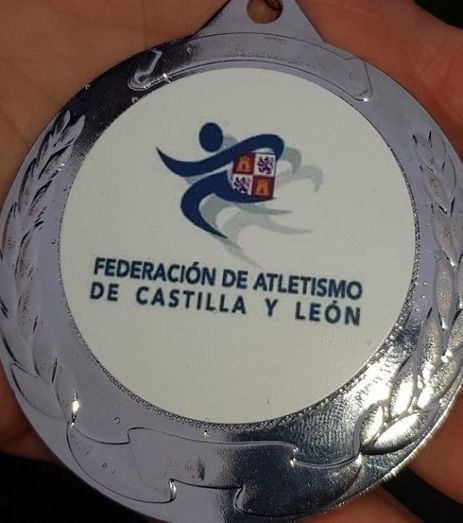 FEDERACIÓN DE ATLETISMO
DE CASTILLA Y LEÓN